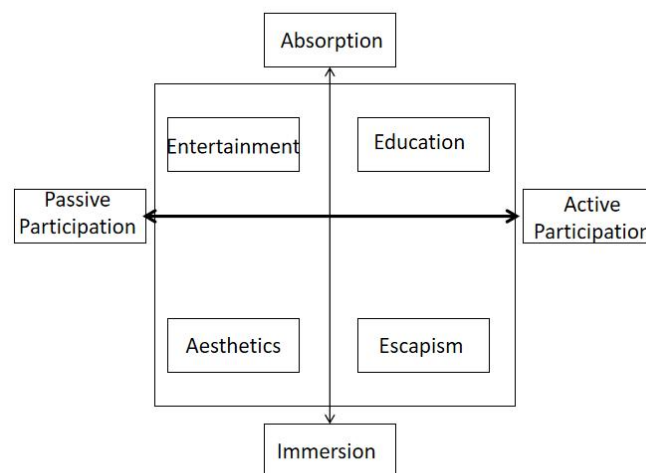 Absorption
Entertainment
Education
Passive
Participation
Active
Participation
Aesthetics
Escapism
Immersion